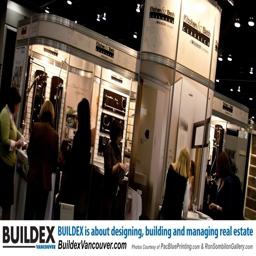 BUILDEX
VANCOUVER
BUILDEX is about designing, building and managing real estate
BuildexVancouver.com
Photos Courtesy of PacBluePrinting.com & RonSombilonGallery.com